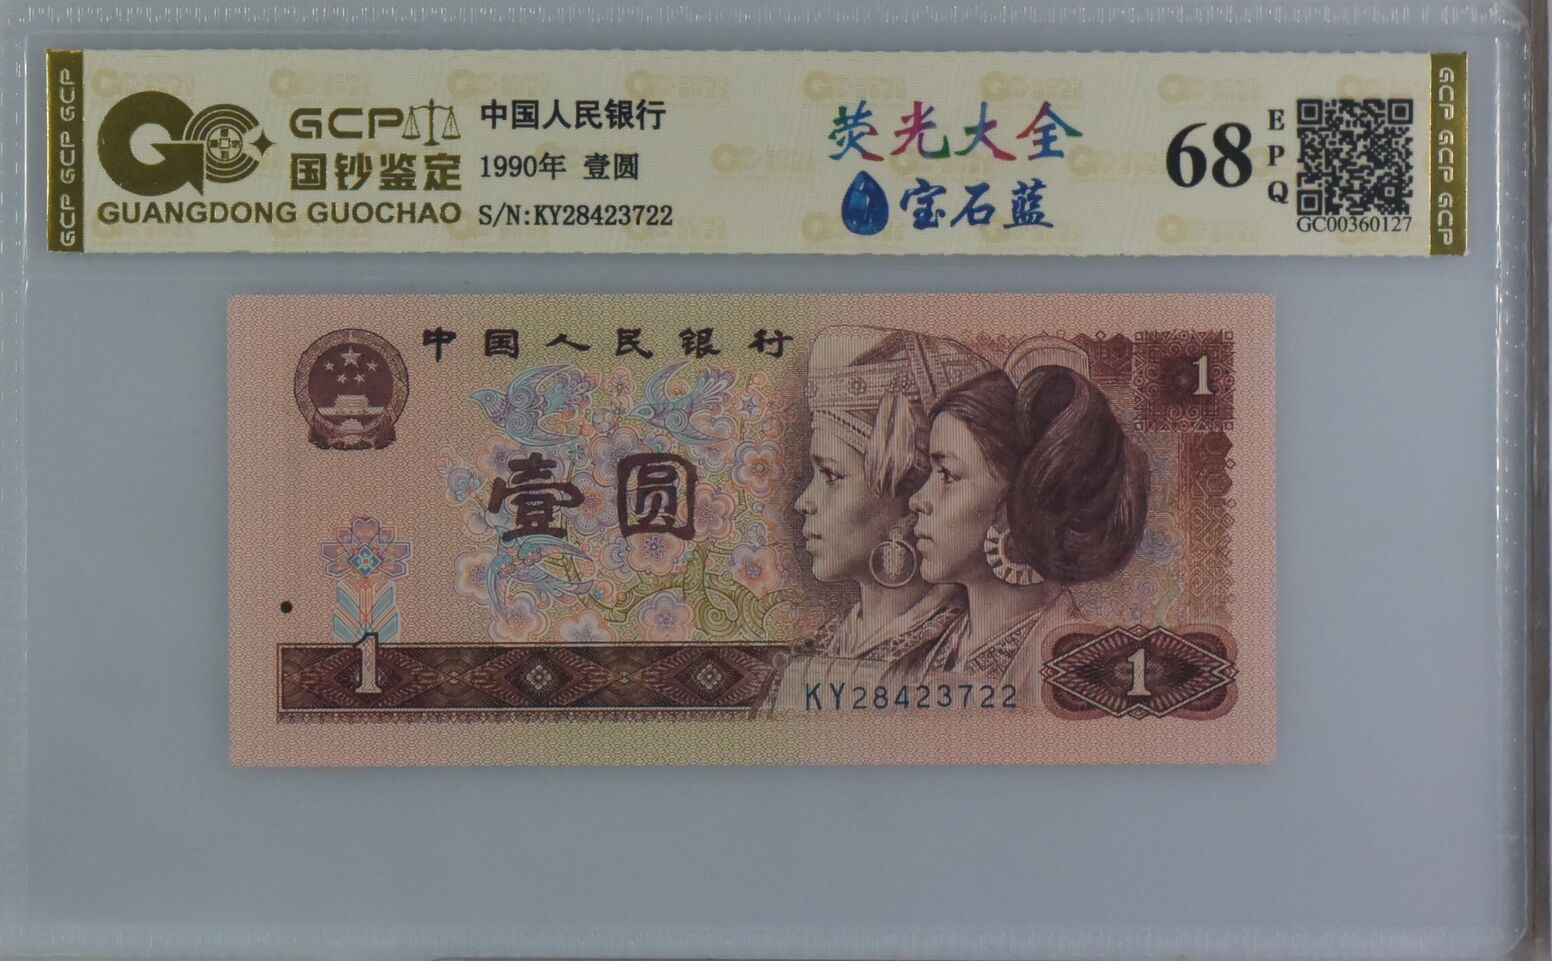 GCP
国钞鉴定
GUANGDONG GUOCHAO
中国人民银行
1990年 壹圆
S/N:KY28423722
荧光大全
宝石蓝
68
EPQ
GC00360127
GCP GCP GCP
GCP GCP GCP
中国人民银行
1
壹圆
1
1
KY28423722